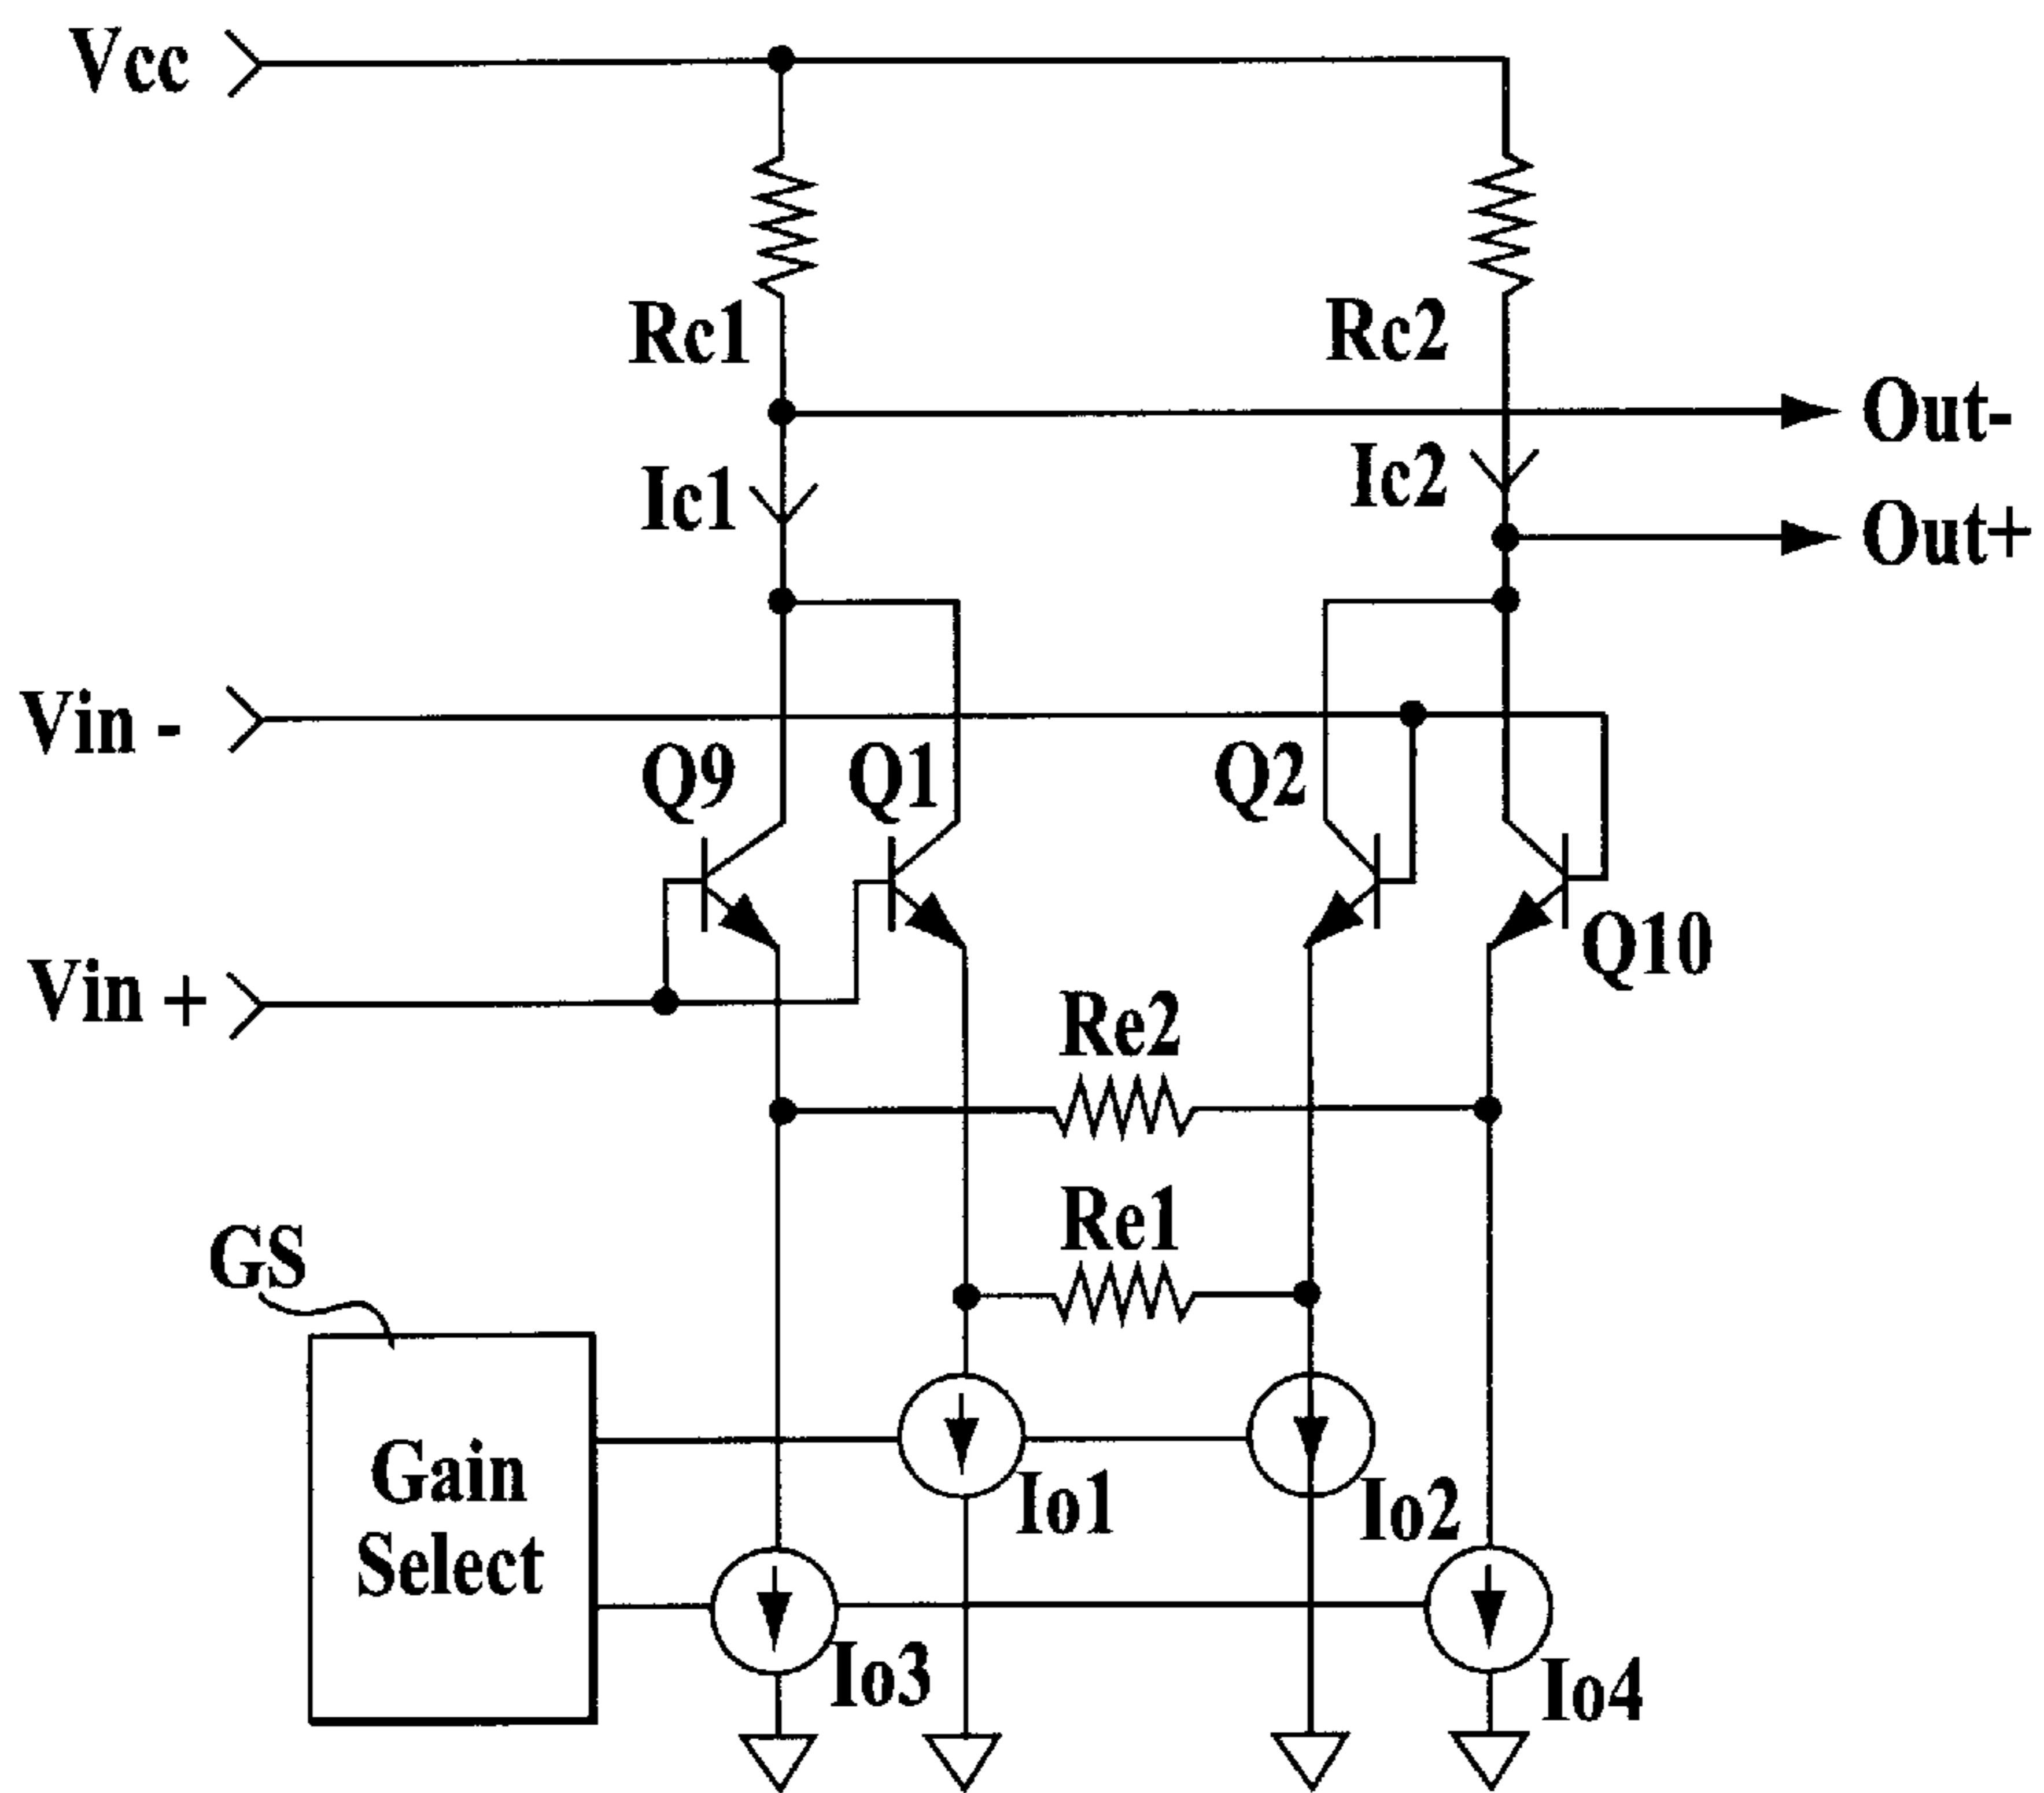 Vcc
Rc1
Rc2
Out-
Ic1
Ic2
Out+
Vin -
Q9
Q1
Q2
Q10
Vin +
Re2
Re1
GS
Gain
Select
Io1
Io2
Io3
Io4